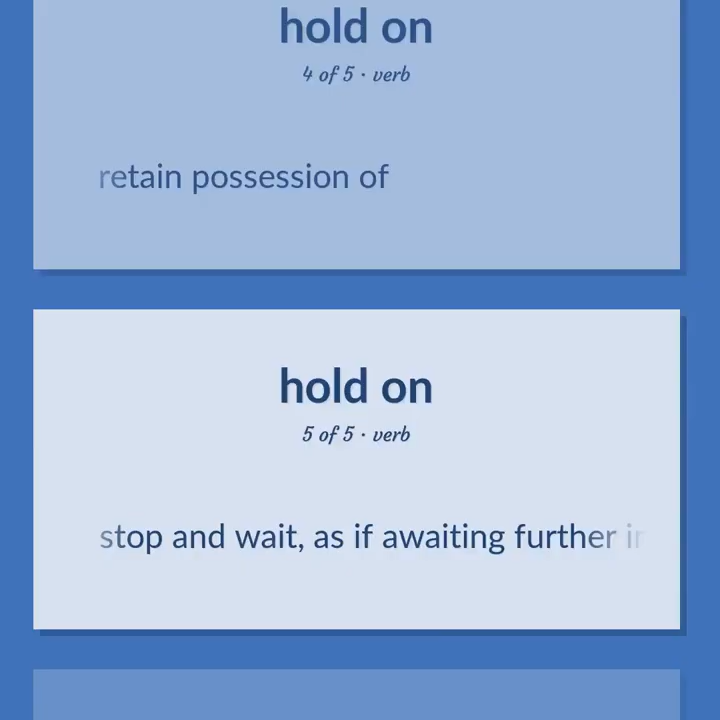 hold on
4 of 5 · verb
retain possession of
hold on
5 of 5 · verb
stop and wait, as if awaiting further